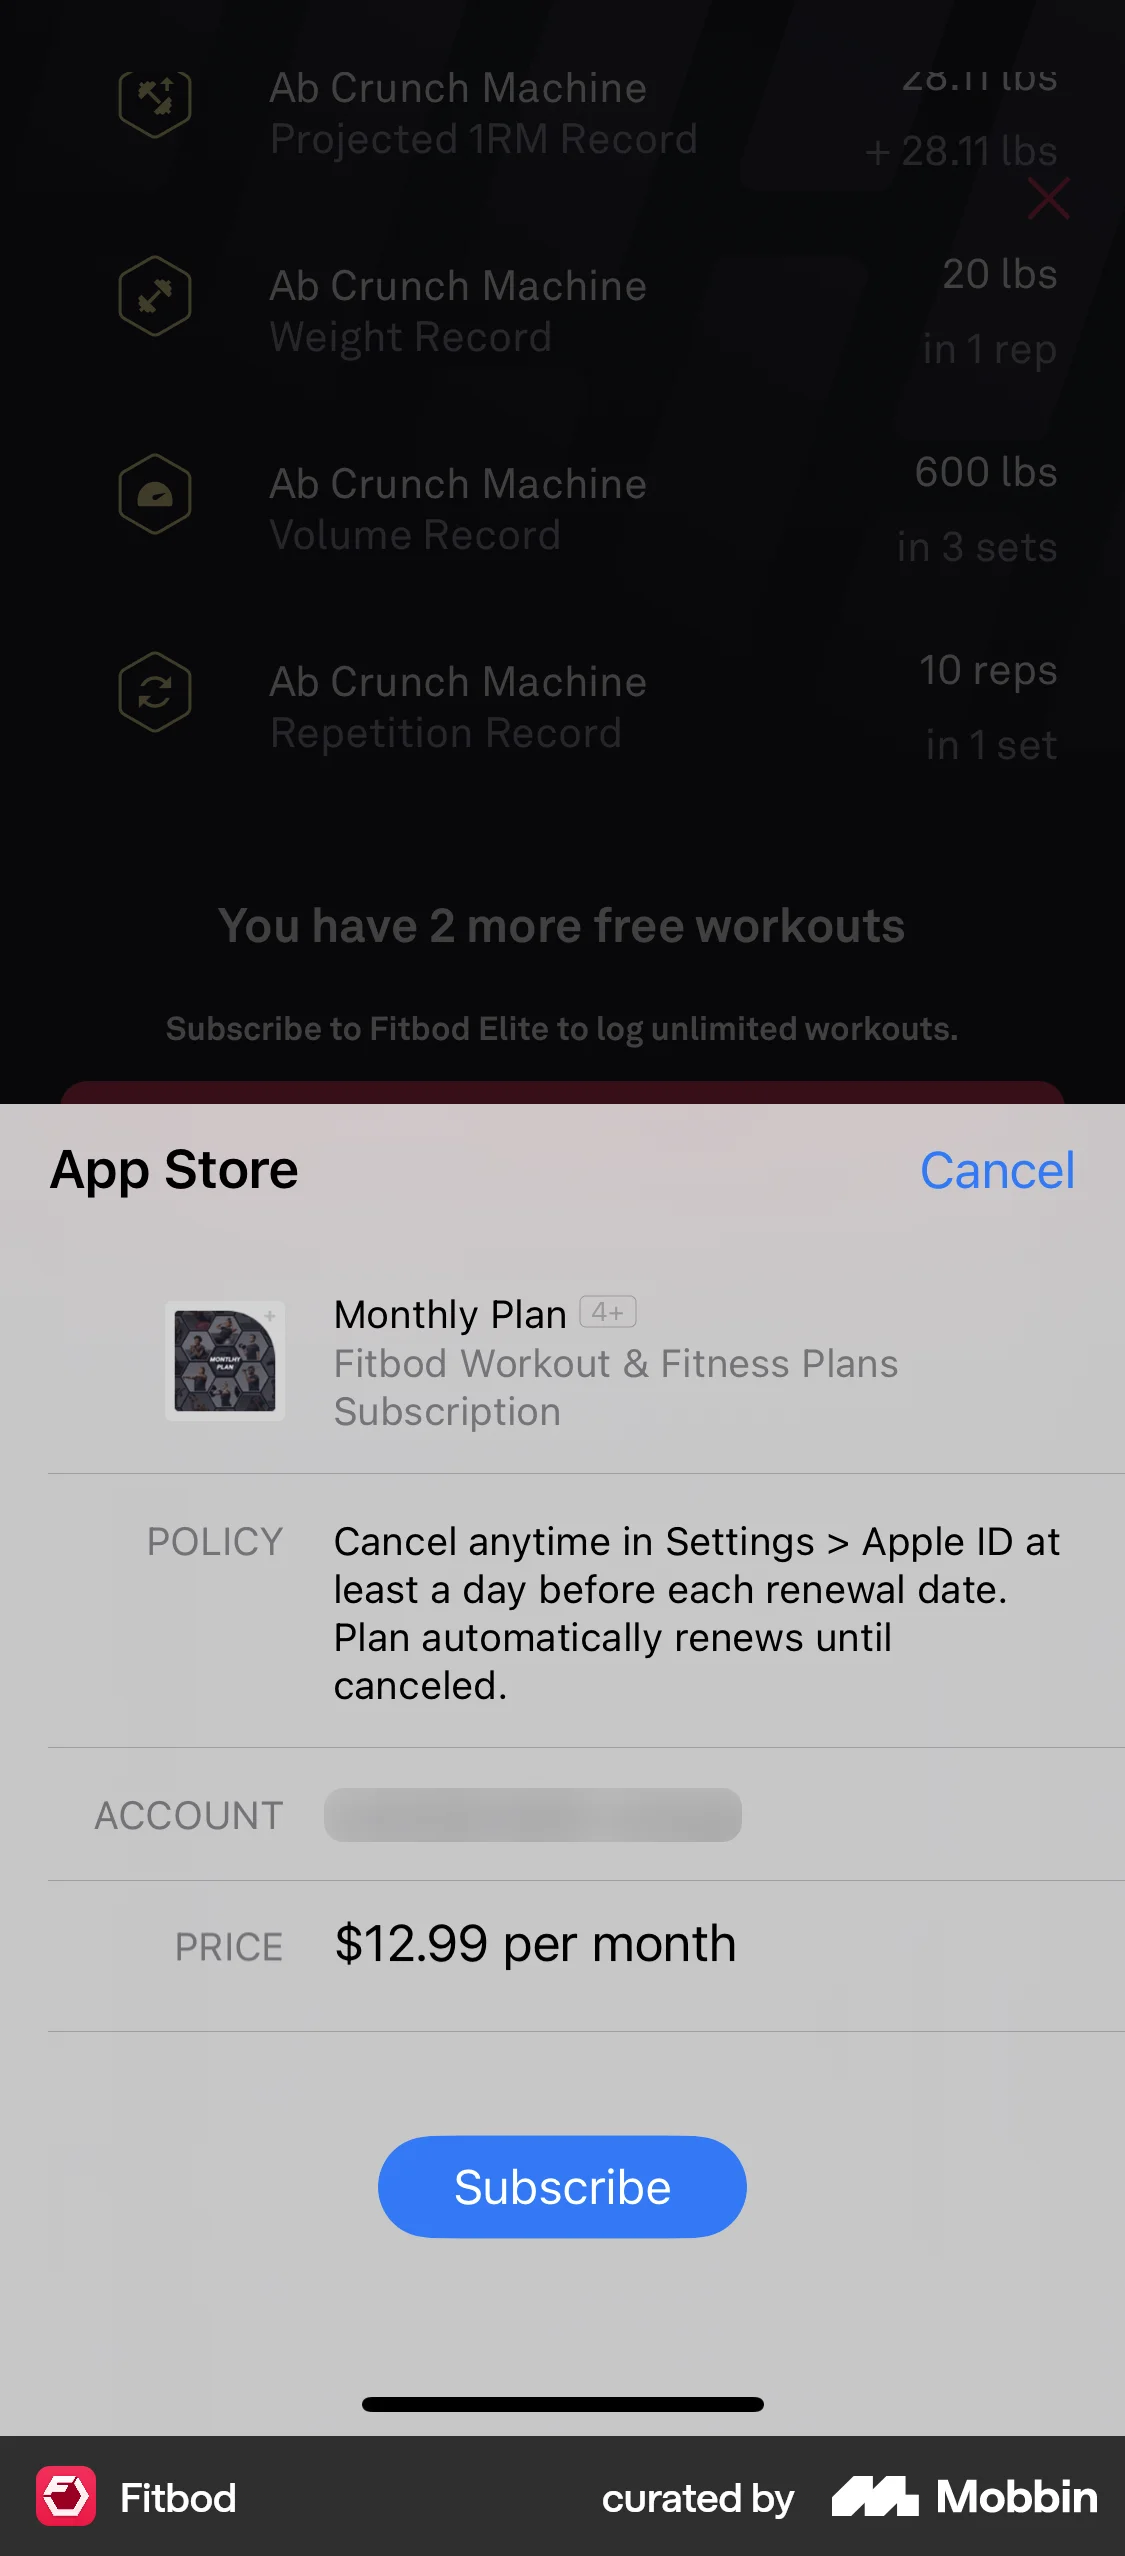 Ab Crunch Machine
28.11 lbs
Projected 1RM Record
+ 28.11 lbs
Ab Crunch Machine
20 lbs
Weight Record
in 1 rep
Ab Crunch Machine
600 lbs
Volume Record
in 3 sets
Ab Crunch Machine
10 reps
Repetition Record
in 1 set
You have 2 more free workouts
Subscribe to Fitbod Elite to log unlimited workouts.
App Store
Cancel
MONTLHY
PLAN
Monthly Plan 4+
Fitbod Workout & Fitness Plans
Subscription
POLICY
Cancel anytime in Settings > Apple ID at
least a day before each renewal date.
Plan automatically renews until
canceled.
ACCOUNT
PRICE
$12.99 per month
Subscribe
Fitbod
curated by
Mobbin